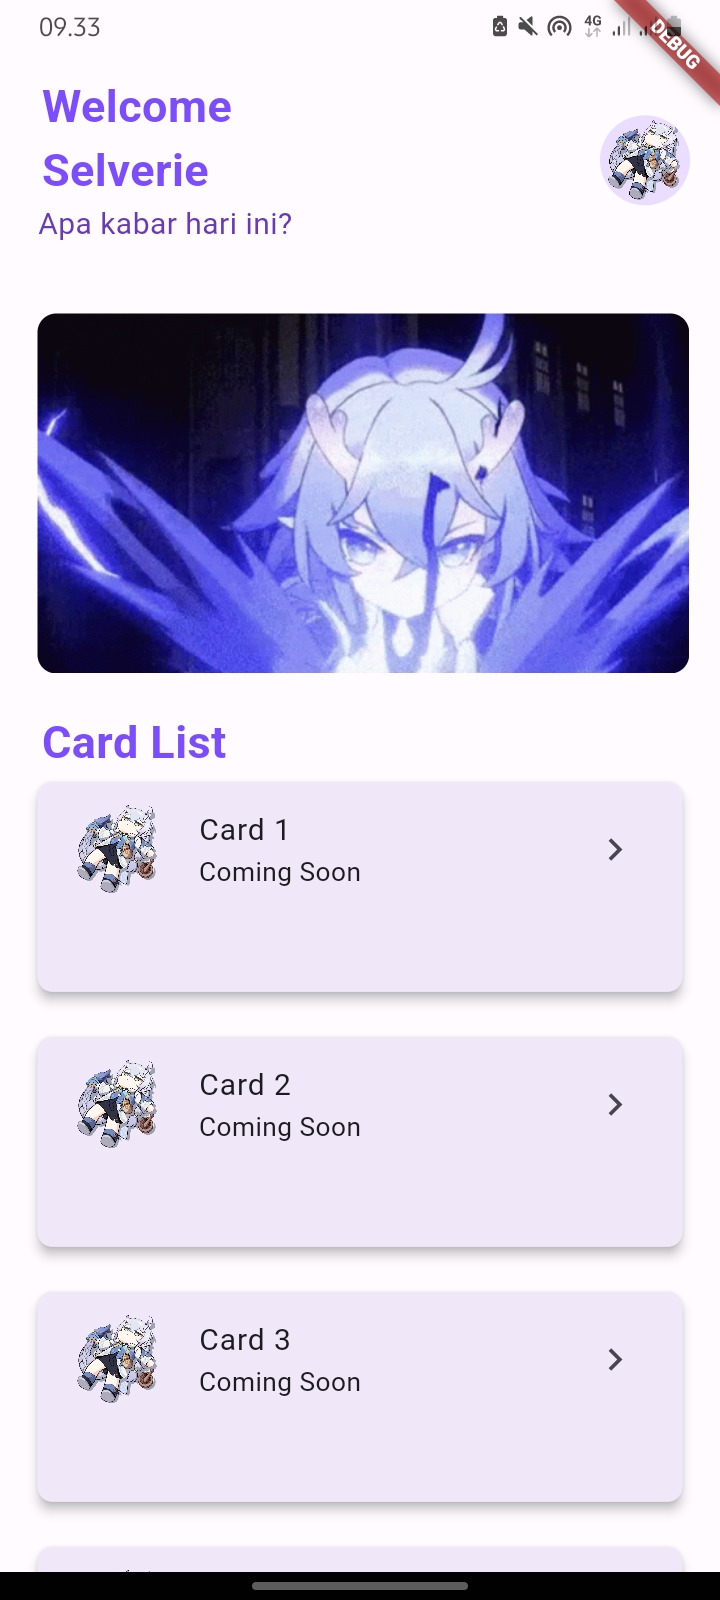 09.33
4G
DEBUG
Welcome
Selverie
Apa kabar hari ini?
Card List
Card 1
Coming Soon
Card 2
Coming Soon
Card 3
Coming Soon